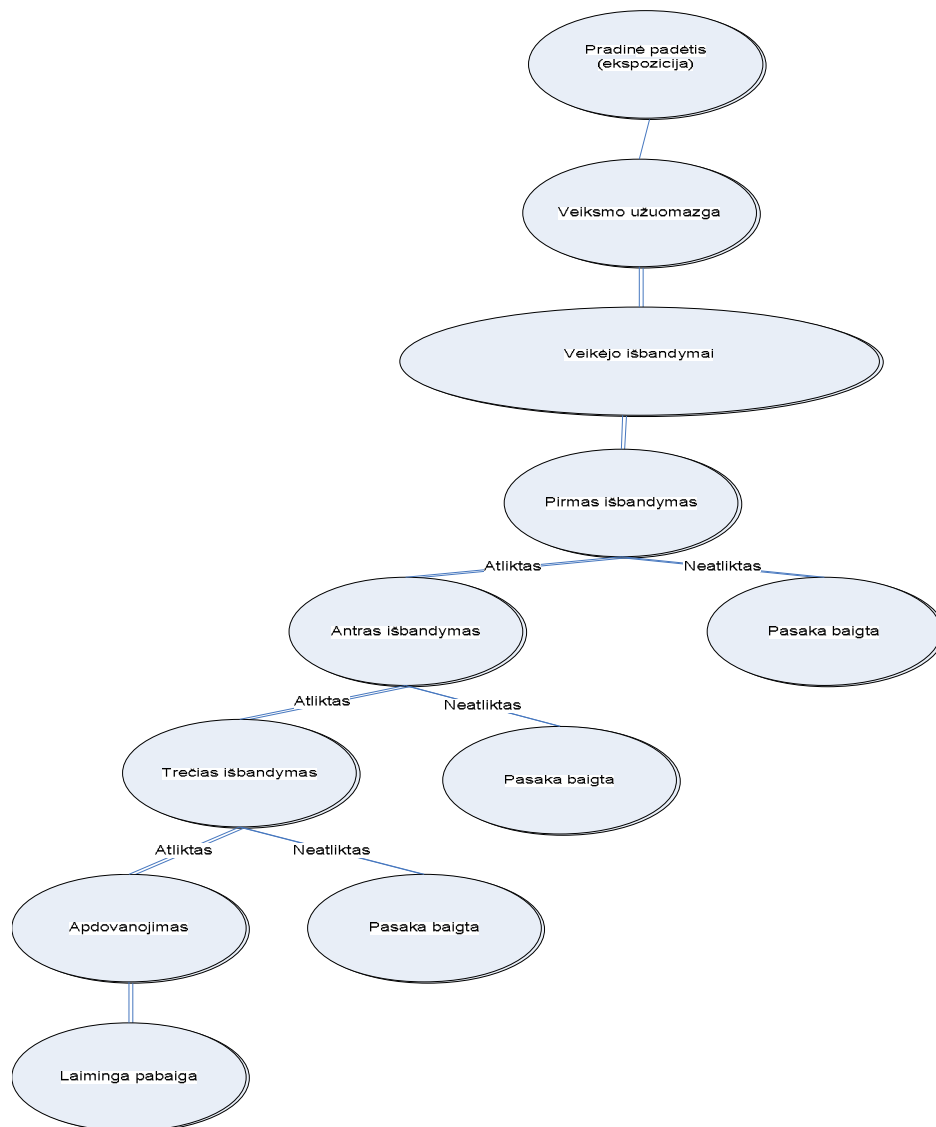 Pradinė padėtis
(ekspozicija)
Veiksmo užuomazga
Veikėjo išbandymai
Pirmas išbandymas
Atliktas
Neatliktas
Antras išbandymas
Pasaka baigta
Atliktas
Neatliktas
Trečias išbandymas
Pasaka baigta
Atliktas
Neatliktas
Apdovanojimas
Pasaka baigta
Laiminga pabaiga